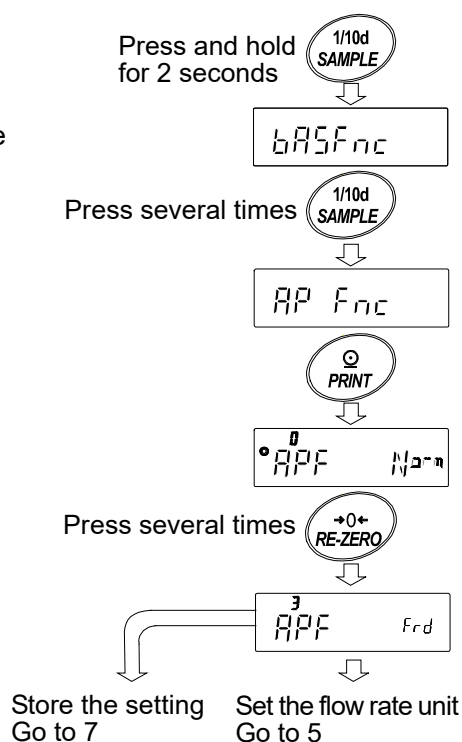 Press and hold
for 2 seconds
1/10d
SAMPLE
e
bASFnc
Press several times
1/10d
SAMPLE
AP Fnc
PRINT
0
APF Norm
Press several times
→0←
RE-ZERO
3
APF Frd
Store the setting
Go to 7
Set the flow rate unit
Go to 5